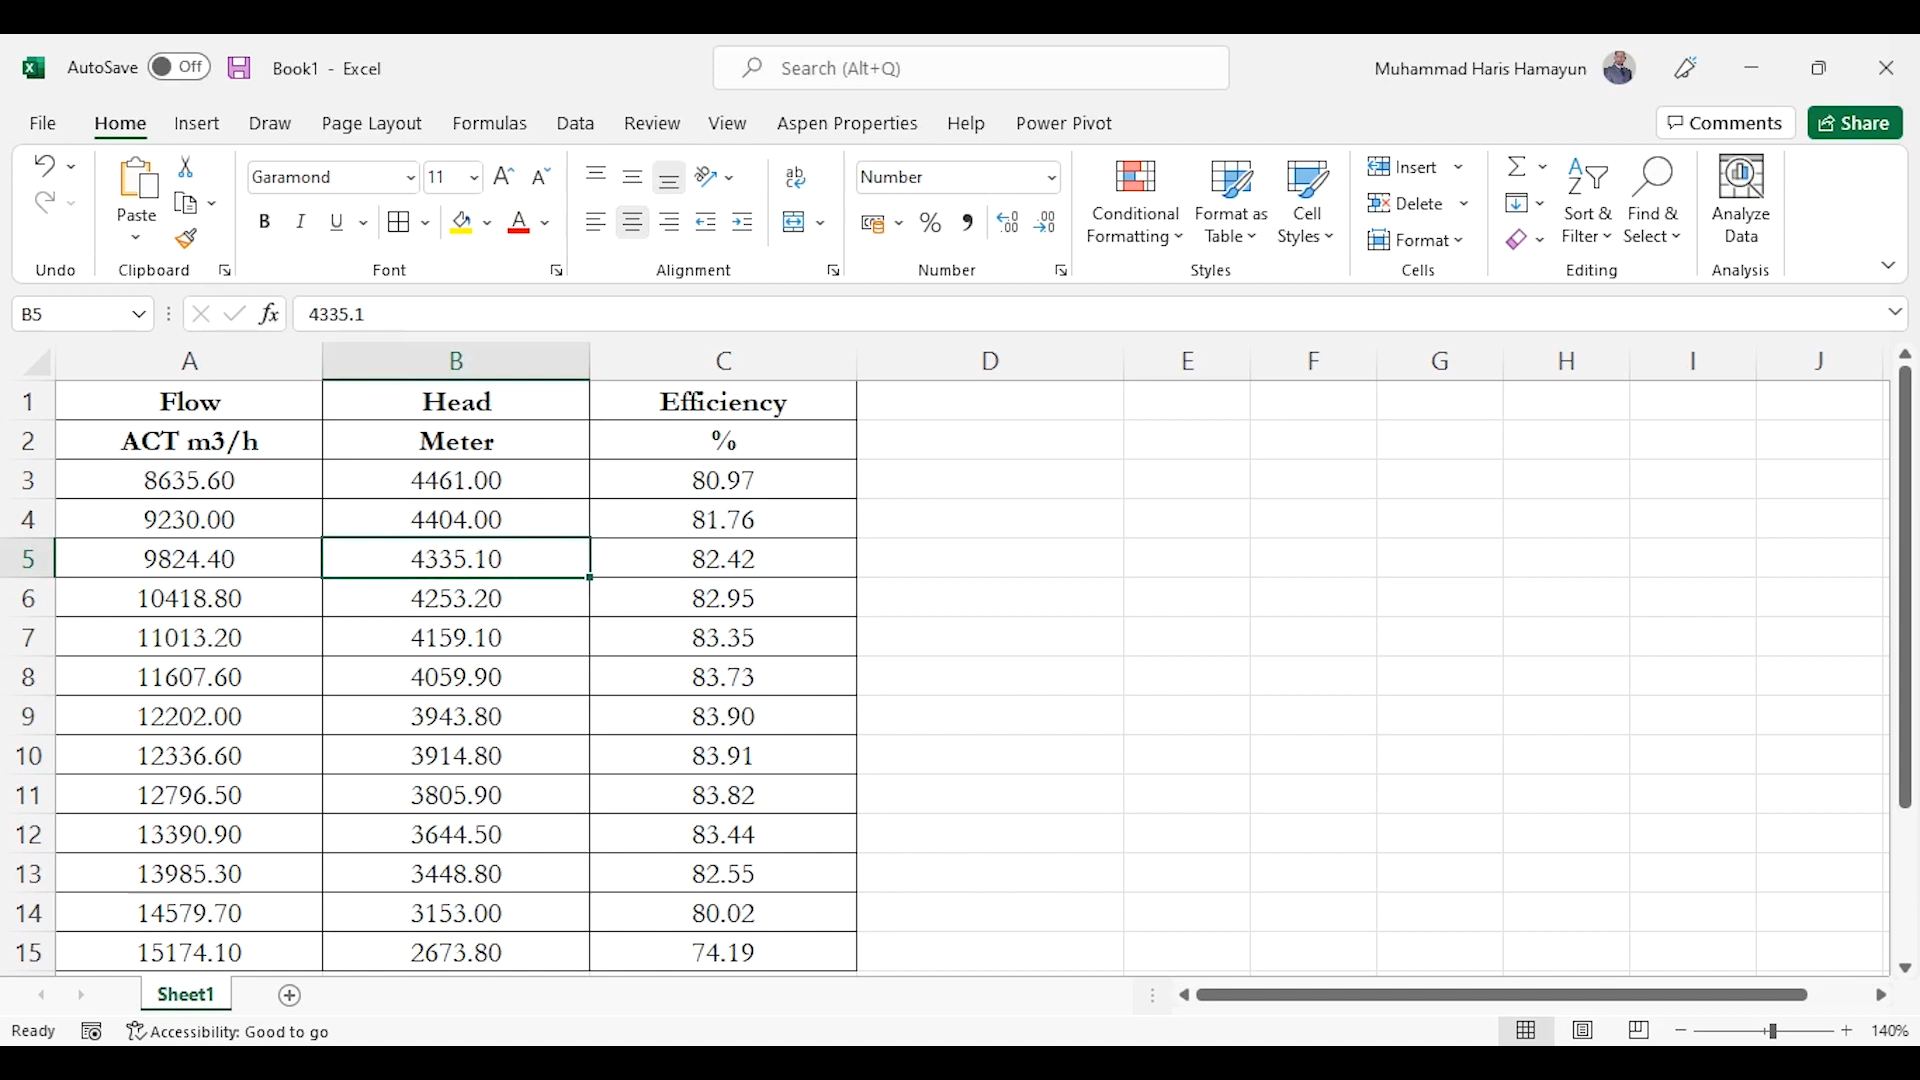 AutoSave Off Book1 - Excel Search (Alt+Q) Muhammad Haris Hamayun
File Home Insert Draw Page Layout Formulas Data Review View Aspen Properties Help Power Pivot Comments Share
Garamond 11 Number Insert
Paste Delete
Conditional Formatting Format as Table Cell Styles Format Sort & Filter Find & Select Analyze Data
Undo Clipboard Font Alignment Number Styles Cells Editing Analysis
B5 fx 4335.1
A B C D E F G H I J
1 Flow Head Efficiency
2 ACT m3/h Meter %
3 8635.60 4461.00 80.97
4 9230.00 4404.00 81.76
5 9824.40 4335.10 82.42
6 10418.80 4253.20 82.95
7 11013.20 4159.10 83.35
8 11607.60 4059.90 83.73
9 12202.00 3943.80 83.90
10 12336.60 3914.80 83.91
11 12796.50 3805.90 83.82
12 13390.90 3644.50 83.44
13 13985.30 3448.80 82.55
14 14579.70 3153.00 80.02
15 15174.10 2673.80 74.19
Sheet1
Ready Accessibility: Good to go 140%